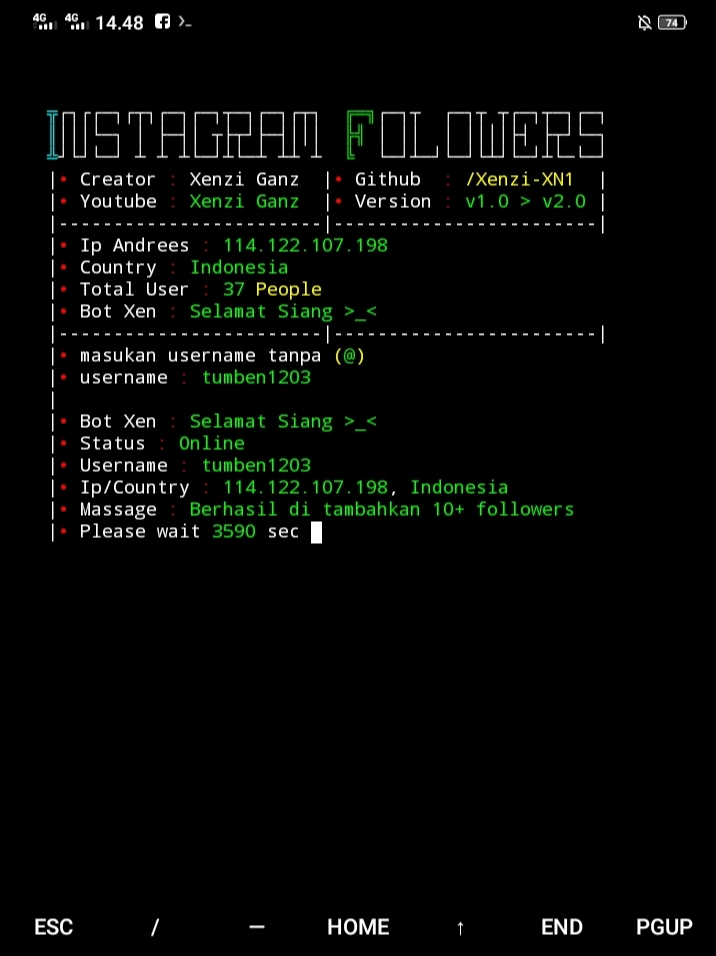 4G 4G 14.48 >_ 74
INSTAGRAM FOLOWERS
|• Creator : Xenzi Ganz |• Github : /Xenzi-XN1 |
|• Youtube : Xenzi Ganz |• Version : v1.0 > v2.0 |
|------------------------|------------------------|
|• Ip Andrees : 114.122.107.198
|• Country : Indonesia
|• Total User : 37 People
|• Bot Xen : Selamat Siang >_<
|------------------------|------------------------|
|• masukan username tanpa (@)
|• username : tumben1203
|
|• Bot Xen : Selamat Siang >_<
|• Status : Online
|• Username : tumben1203
|• Ip/Country : 114.122.107.198, Indonesia
|• Massage : Berhasil di tambahkan 10+ followers
|• Please wait 3590 sec
ESC / — HOME ↑ END PGUP